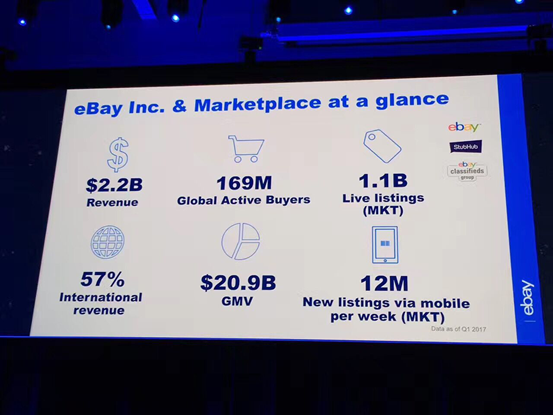 eBay Inc. & Marketplace at a glance
ebay
StubHub
ebay
classifieds
group
$2.2B
Revenue
169M
Global Active Buyers
1.1B
Live listings
(MKT)
57%
International
revenue
$20.9B
GMV
12M
New listings via mobile
per week (MKT)
Data as of Q1 2017
ebay